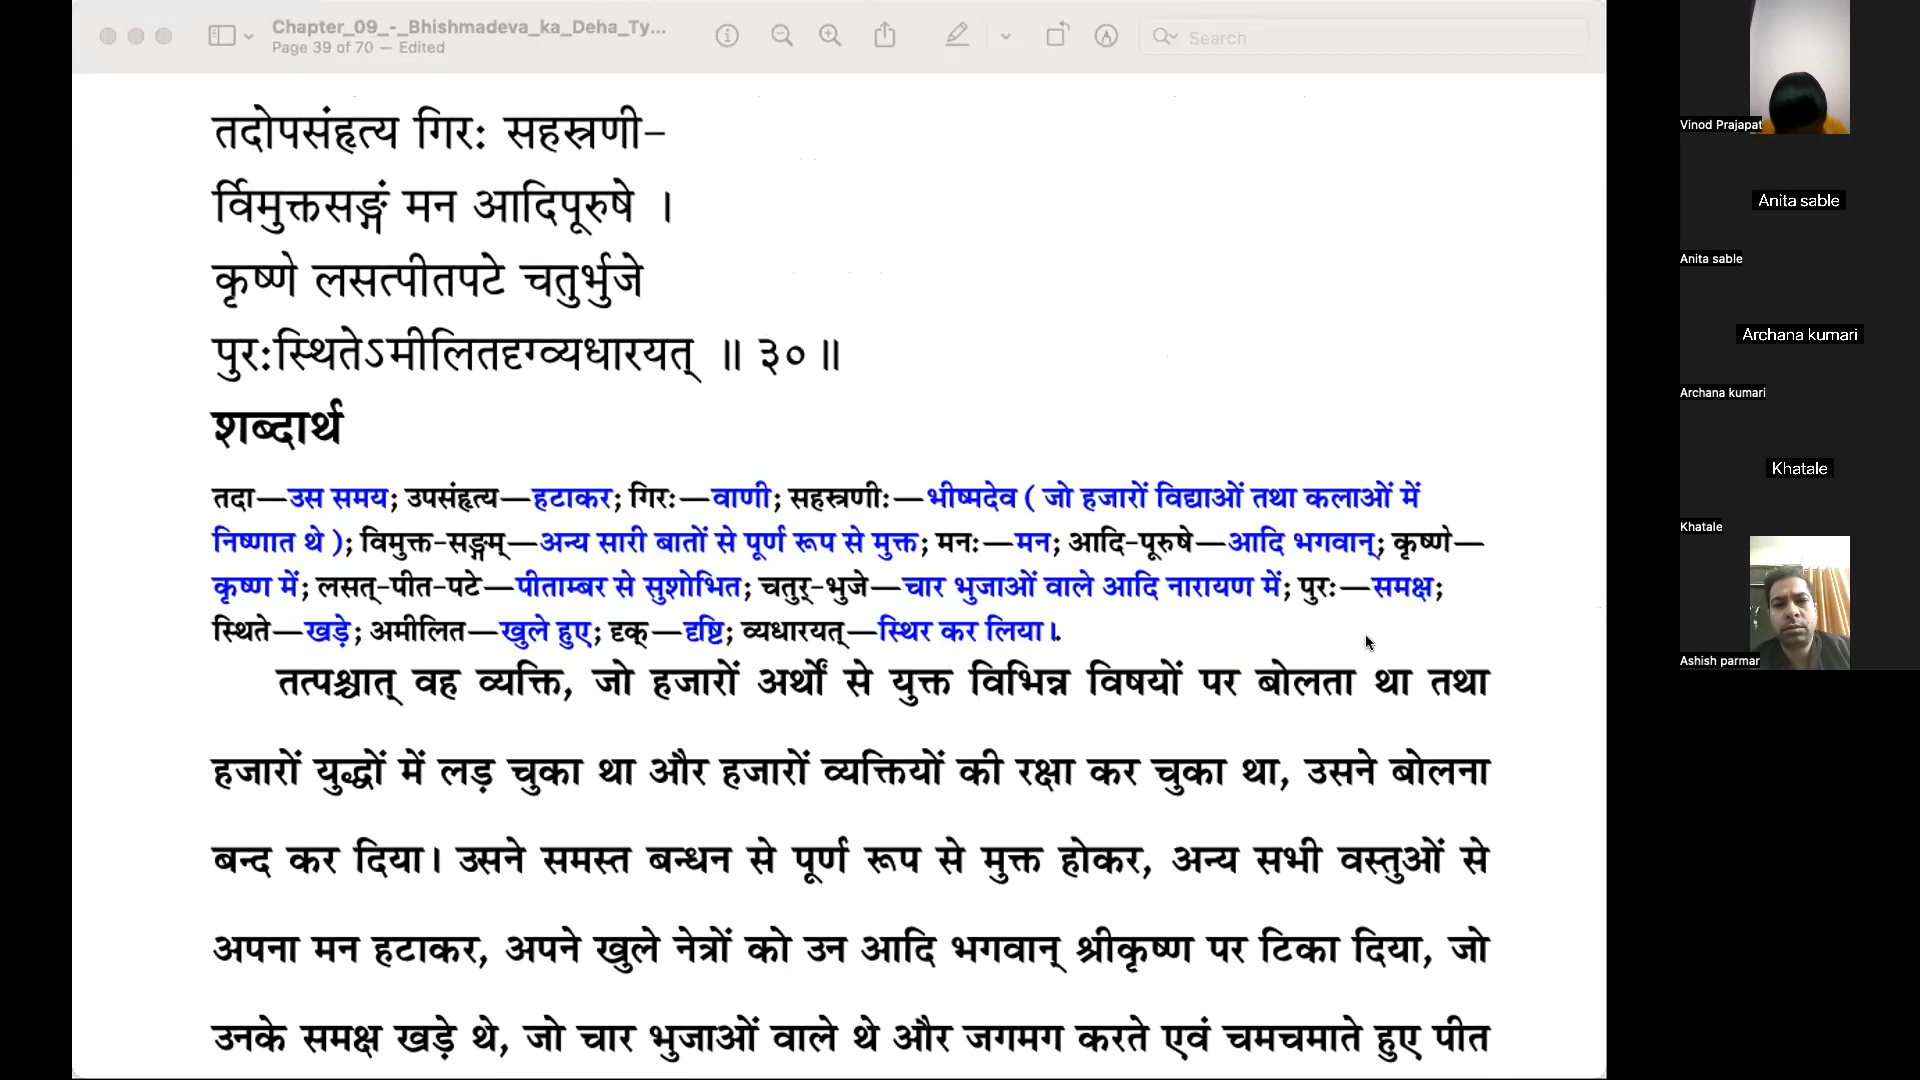 Chapter_09_-_Bhishmadeva_ka_Deha_Ty...
Page 39 of 70 — Edited
Search
तदोपसंहृत्य गिरः सहस्रणी-
र्विमुक्तसङ्गं मन आदिपूरुषे ।
कृष्णे लसत्पीतपटे चतुर्भुजे
पुरःस्थितेऽमीलितदृग्व्यधारयत् ॥ ३० ॥
शब्दार्थ
तदा—उस समय; उपसंहृत्य—हटाकर; गिरः—वाणी; सहस्रणीः—भीष्मदेव ( जो हजारों विद्याओं तथा कलाओं में
निष्णात थे ); विमुक्त-सङ्गम्—अन्य सारी बातों से पूर्ण रूप से मुक्त; मनः—मन; आदि-पूरुषे—आदि भगवान्; कृष्णे—
कृष्ण में; लसत्-पीत-पटे—पीताम्बर से सुशोभित; चतुर्-भुजे—चार भुजाओं वाले आदि नारायण में; पुरः—समक्ष;
स्थिते—खड़े; अमीलित—खुले हुए; दृक्—दृष्टि; व्यधारयत्—स्थिर कर लिया।.
तत्पश्चात् वह व्यक्ति, जो हजारों अर्थों से युक्त विभिन्न विषयों पर बोलता था तथा
हजारों युद्धों में लड़ चुका था और हजारों व्यक्तियों की रक्षा कर चुका था, उसने बोलना
बन्द कर दिया। उसने समस्त बन्धन से पूर्ण रूप से मुक्त होकर, अन्य सभी वस्तुओं से
अपना मन हटाकर, अपने खुले नेत्रों को उन आदि भगवान् श्रीकृष्ण पर टिका दिया, जो
उनके समक्ष खड़े थे, जो चार भुजाओं वाले थे और जगमग करते एवं चमचमाते हुए पीत
Vinod Prajapat
Anita sable
Anita sable
Archana kumari
Archana kumari
Khatale
Khatale
Ashish parmar